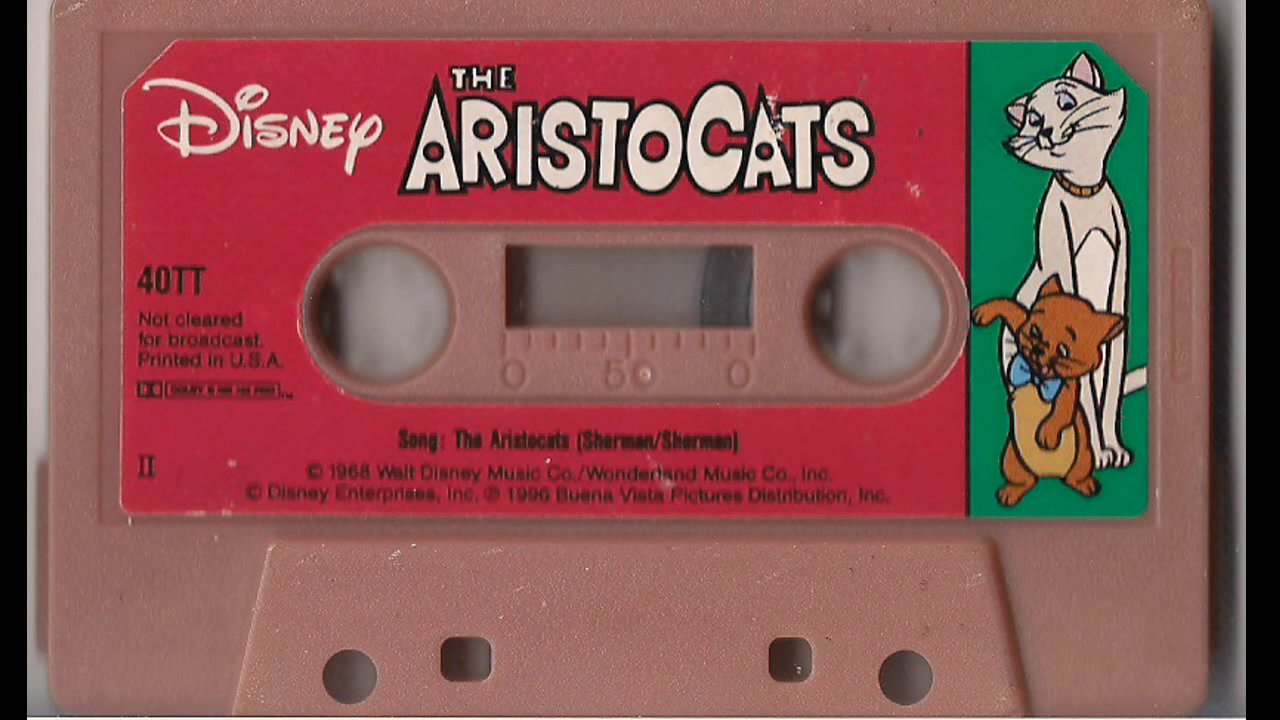 Disney
THE
ARISTOCATS
40TT
Not cleared
for broadcast.
Printed in U.S.A.
0 50 0
Song: The Aristocats (Sherman/Sherman)
II
© 1968 Walt Disney Music Co./Wonderland Music Co., Inc.
© Disney Enterprises, Inc. ℗ 1996 Buena Vista Pictures Distribution, Inc.